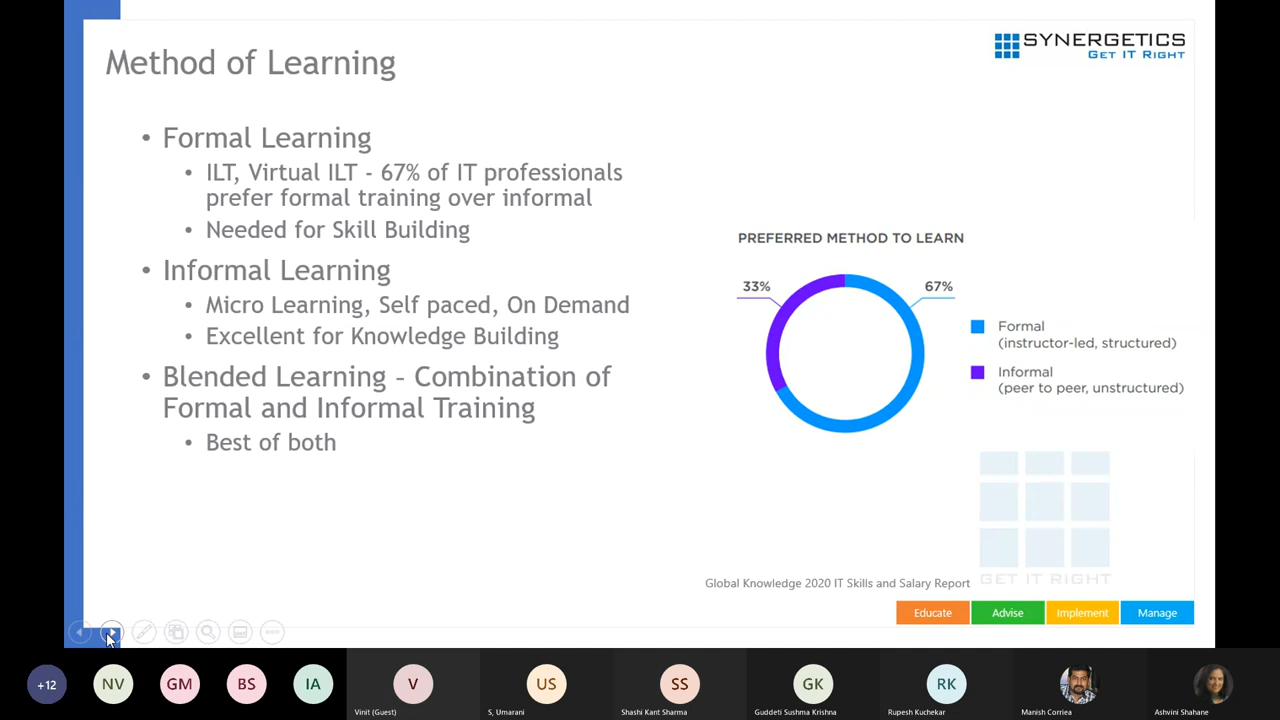 SYNERGETICS
GET IT RIGHT
Method of Learning
• Formal Learning
• ILT, Virtual ILT - 67% of IT professionals
prefer formal training over informal
• Needed for Skill Building
• Informal Learning
• Micro Learning, Self paced, On Demand
• Excellent for Knowledge Building
• Blended Learning – Combination of
Formal and Informal Training
• Best of both
PREFERRED METHOD TO LEARN
33%
67%
Formal
(instructor-led, structured)
Informal
(peer to peer, unstructured)
GET IT RIGHT
Global Knowledge 2020 IT Skills and Salary Report
Educate
Advise
Implement
Manage
+12
NV
GM
BS
IA
V
US
SS
GK
RK
Vinit (Guest)
S, Umarani
Shashi Kant Sharma
Guddeti Sushma Krishna
Rupesh Kuchekar
Manish Corriea
Ashvini Shahane